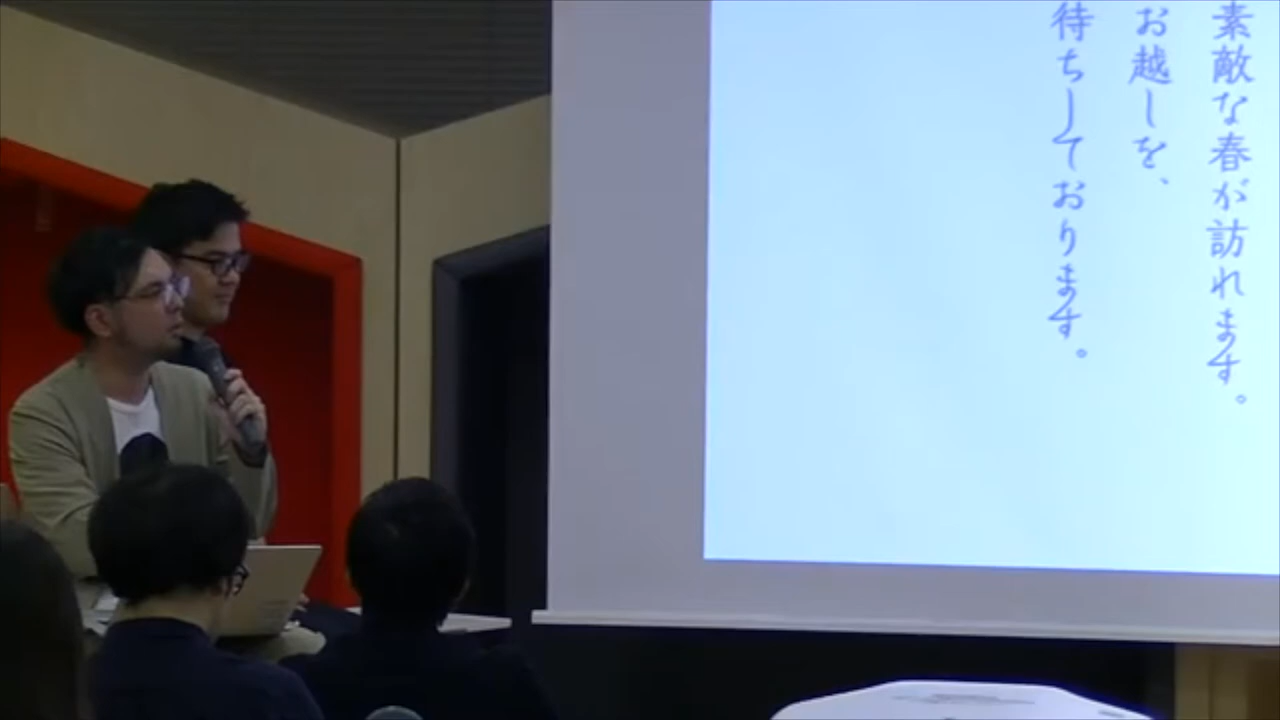 素敵な春が訪れます。
お越しを、
待ちしております。